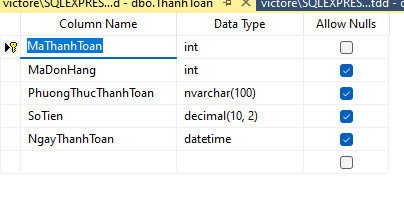 victore\SQLEXPRES...d - dbo.ThanhToan
victore\SQLEXPRES...tdd - d
Column Name Data Type Allow Nulls
MaThanhToan int
MaDonHang int
PhuongThucThanhToan nvarchar(100)
SoTien decimal(10, 2)
NgayThanhToan datetime